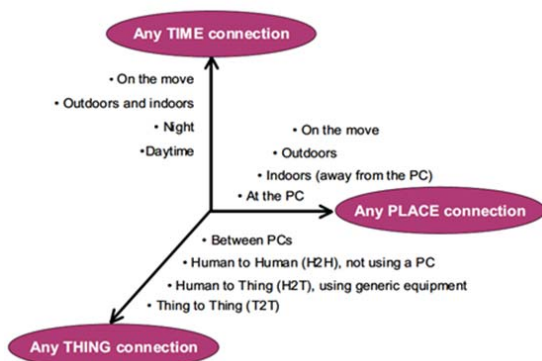 Any TIME connection
• On the move
• Outdoors and indoors
• Night
• Daytime
• On the move
• Outdoors
• Indoors (away from the PC)
• At the PC
Any PLACE connection
• Between PCs
• Human to Human (H2H), not using a PC
• Human to Thing (H2T), using generic equipment
• Thing to Thing (T2T)
Any THING connection